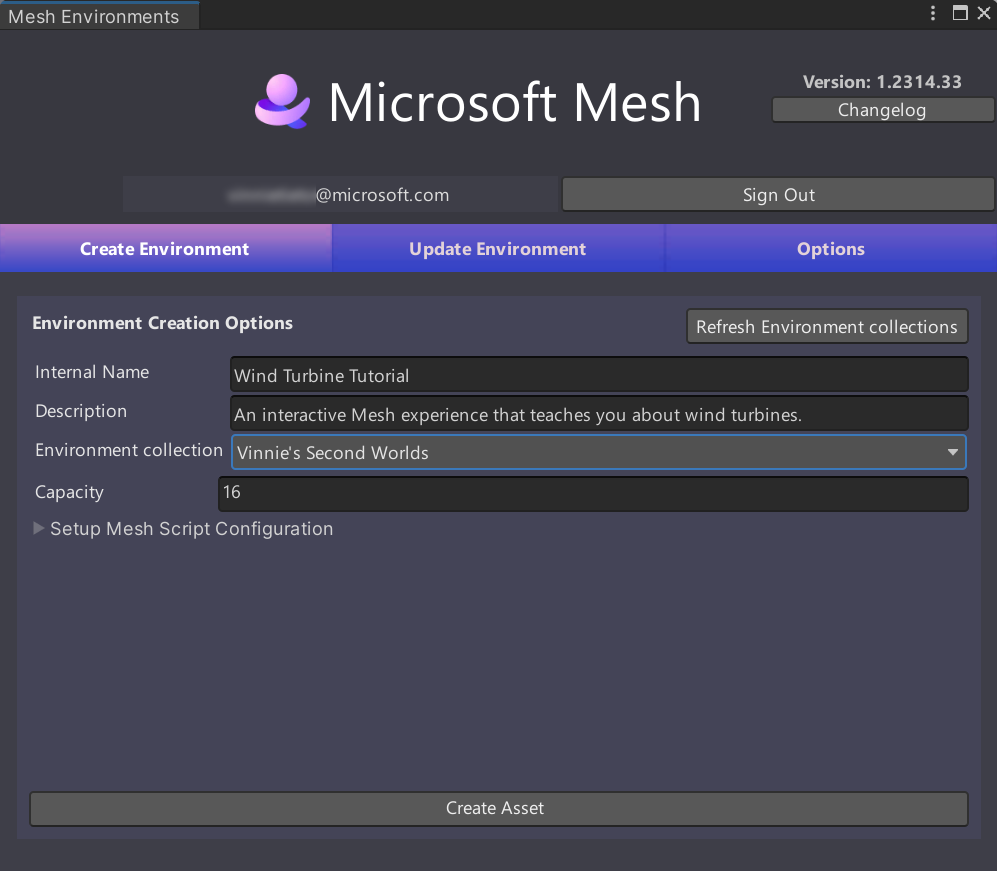 Mesh Environments
Microsoft Mesh
Version: 1.2314.33
Changelog
@microsoft.com
Sign Out
Create Environment
Update Environment
Options
Environment Creation Options
Refresh Environment collections
Internal Name
Wind Turbine Tutorial
Description
An interactive Mesh experience that teaches you about wind turbines.
Environment collection
Vinnie's Second Worlds
Capacity
16
Setup Mesh Script Configuration
Create Asset